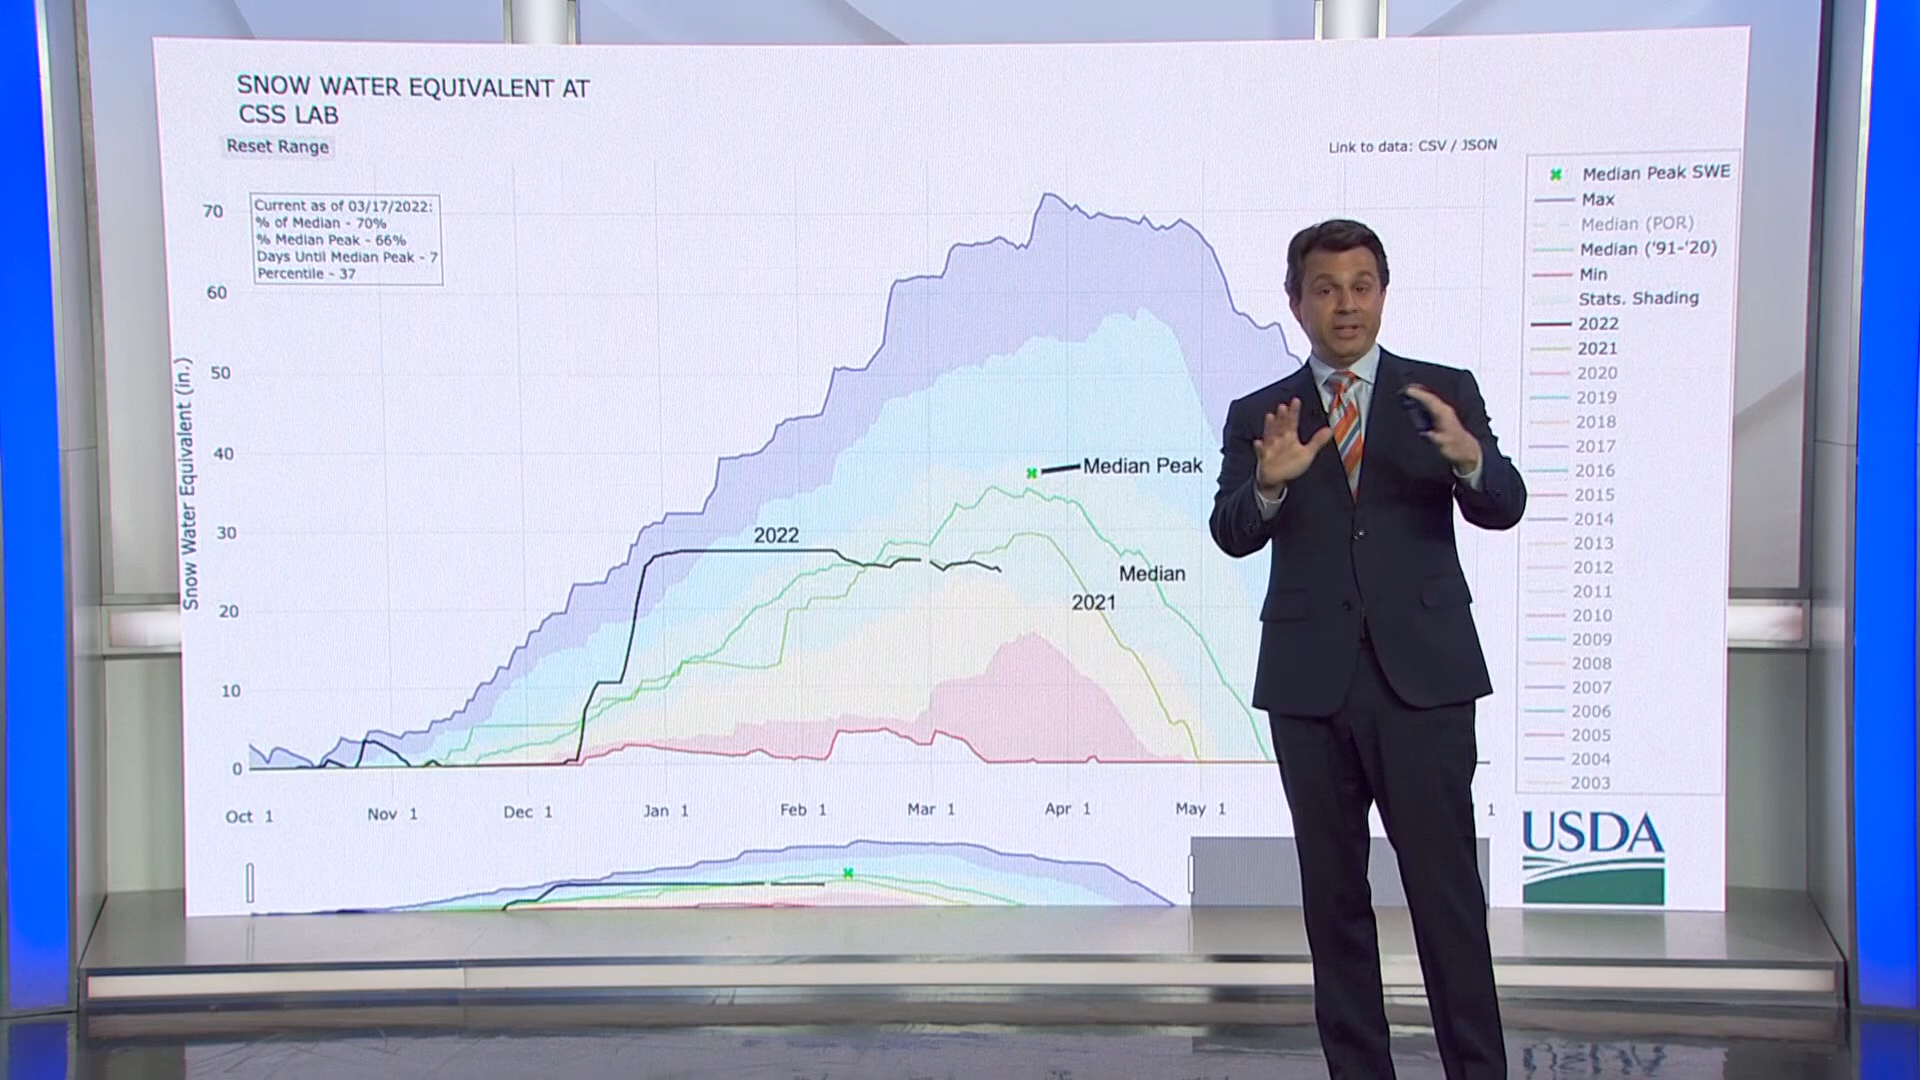 SNOW WATER EQUIVALENT AT
CSS LAB
Reset Range
Link to data: CSV / JSON
Current as of 03/17/2022:
% of Median - 70%
% Median Peak - 66%
Days Until Median Peak - 7
Percentile - 37
Snow Water Equivalent (in.)
70
60
50
40
30
20
10
0
Median Peak
2022
Median
2021
Oct 1
Nov 1
Dec 1
Jan 1
Feb 1
Mar 1
Apr 1
May 1
1
Median Peak SWE
Max
Median (POR)
Median ('91-'20)
Min
Stats. Shading
2022
2021
2020
2019
2018
2017
2016
2015
2014
2013
2012
2011
2010
2009
2008
2007
2006
2005
2004
2003
USDA